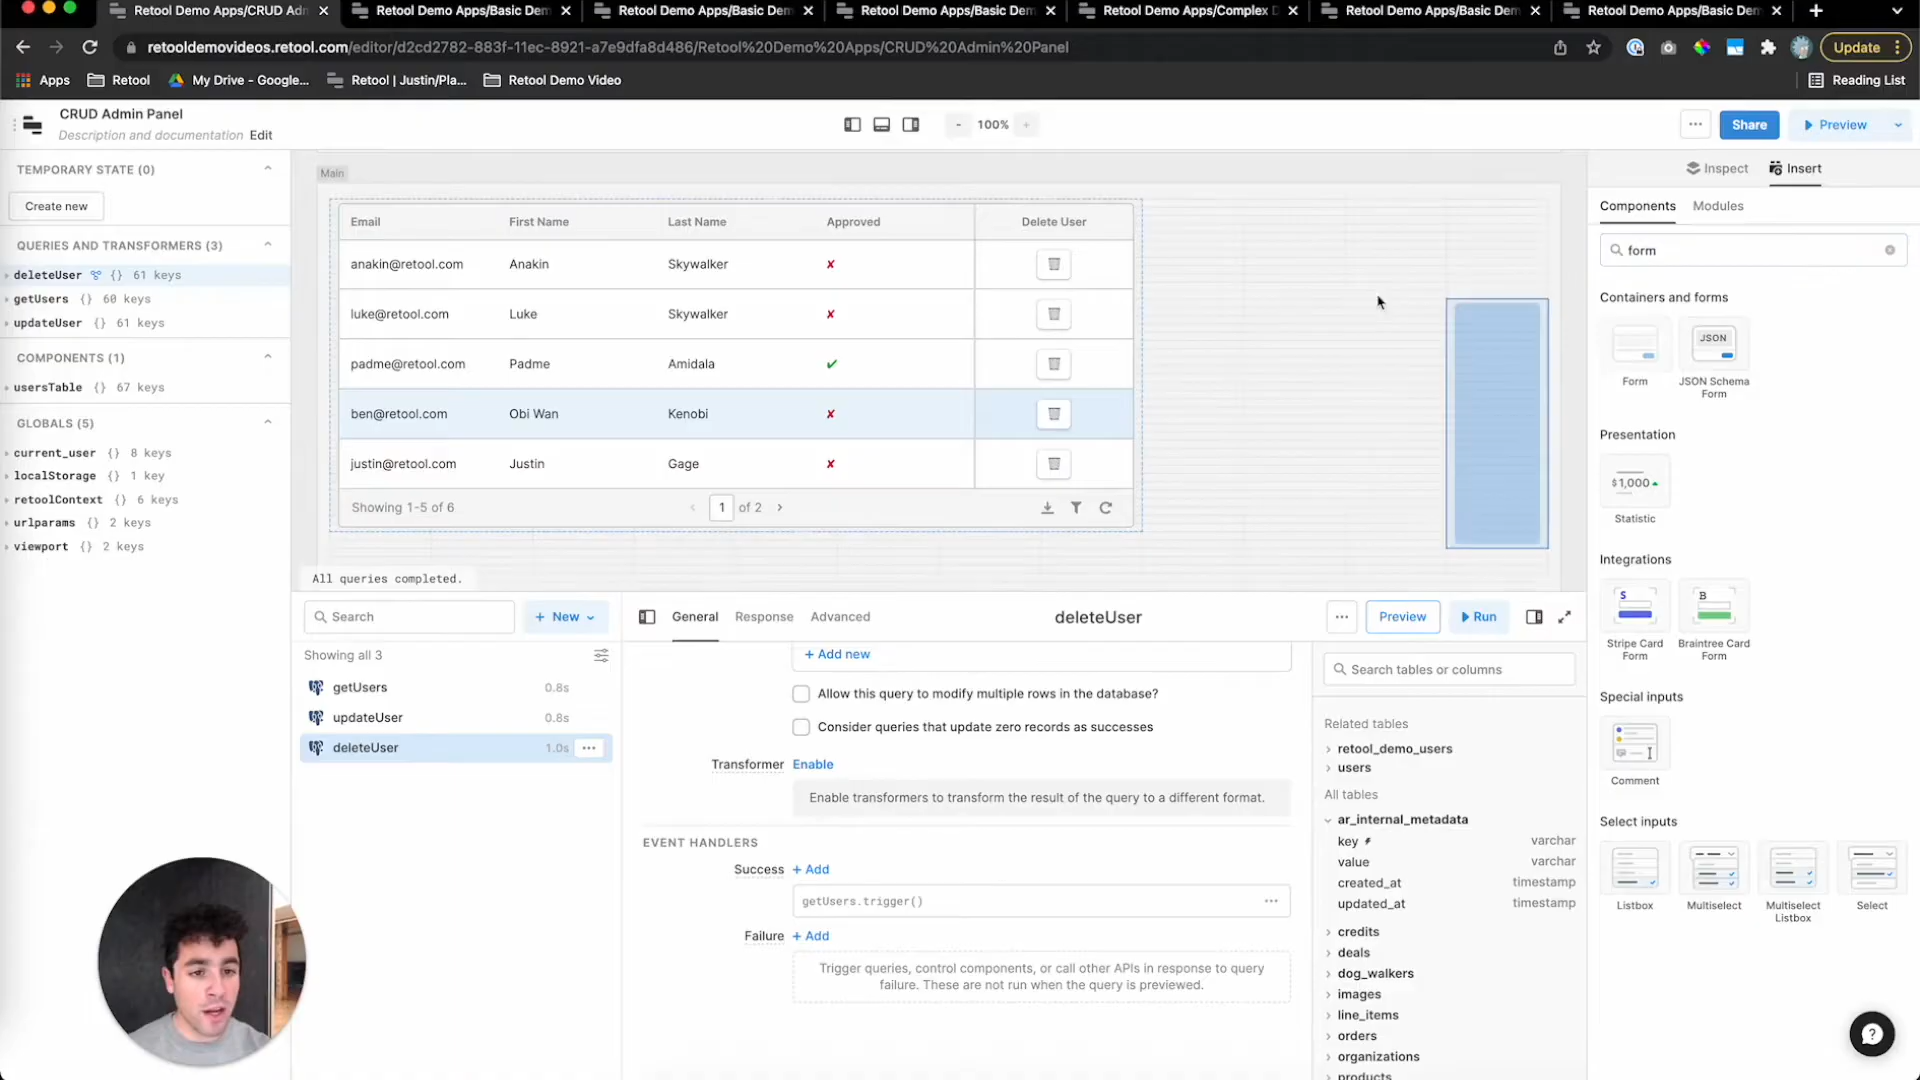 Retool Demo Apps/CRUD Adm
Retool Demo Apps/Basic Dem
Retool Demo Apps/Basic Dem
Retool Demo Apps/Basic Dem
Retool Demo Apps/Complex D
Retool Demo Apps/Basic Dem
Retool Demo Apps/Basic Dem
retooldemovideos.retool.com/editor/d2cd2782-883f-11ec-8921-a7e9dfa8d486/Retool%20Demo%20Apps/CRUD%20Admin%20Panel
Update
Apps
Retool
My Drive - Google...
Retool | Justin/Pla...
Retool Demo Video
Reading List
CRUD Admin Panel
Description and documentation Edit
- 100% +
Share
Preview
TEMPORARY STATE (0)
Create new
QUERIES AND TRANSFORMERS (3)
deleteUser {} 61 keys
getUsers {} 60 keys
updateUser {} 61 keys
COMPONENTS (1)
usersTable {} 67 keys
GLOBALS (5)
current_user {} 8 keys
localStorage {} 1 key
retoolContext {} 6 keys
urlparams {} 2 keys
viewport {} 2 keys
Main
Email First Name Last Name Approved Delete User
anakin@retool.com Anakin Skywalker ✘
luke@retool.com Luke Skywalker ✘
padme@retool.com Padme Amidala ✔
ben@retool.com Obi Wan Kenobi ✘
justin@retool.com Justin Gage ✘
Showing 1-5 of 6
1 of 2
All queries completed.
Search
+ New
Showing all 3
getUsers 0.8s
updateUser 0.8s
deleteUser 1.0s
General Response Advanced
deleteUser
Preview
Run
+ Add new
Allow this query to modify multiple rows in the database?
Consider queries that update zero records as successes
Transformer Enable
Enable transformers to transform the result of the query to a different format.
EVENT HANDLERS
Success + Add
getUsers.trigger()
Failure + Add
Trigger queries, control components, or call other APIs in response to query
failure. These are not run when the query is previewed.
Search tables or columns
Related tables
retool_demo_users
users
All tables
ar_internal_metadata
key varchar
value varchar
created_at timestamp
updated_at timestamp
credits
deals
dog_walkers
images
line_items
orders
organizations
products
Inspect
Insert
Components Modules
form
Containers and forms
JSON
Form
JSON Schema
Form
Presentation
$1,000
Statistic
Integrations
S
B
Stripe Card
Form
Braintree Card
Form
Special inputs
Comment
Select inputs
Listbox
Multiselect
Multiselect
Listbox
Select